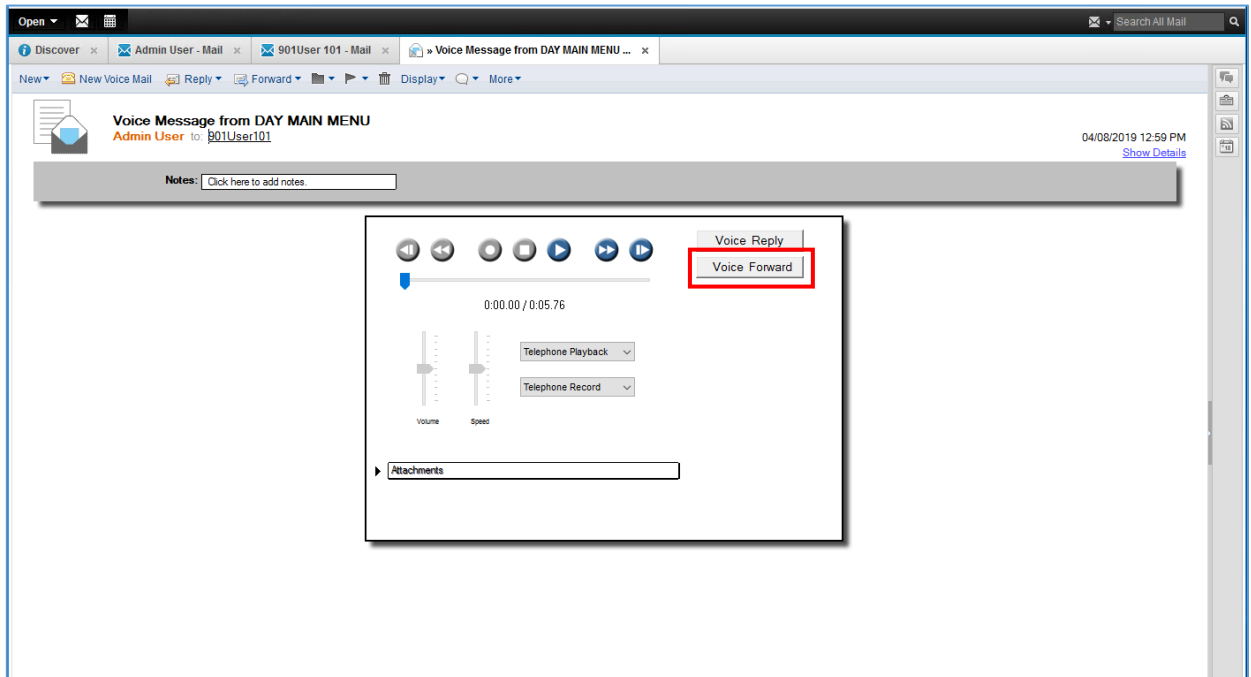 Open Search All Mail
Discover Admin User - Mail 901User 101 - Mail » Voice Message from DAY MAIN MENU ...
New New Voice Mail Reply Forward Display More
Voice Message from DAY MAIN MENU
Admin User to: 901User101
04/08/2019 12:59 PM
Show Details
Notes: Click here to add notes.
Voice Reply
Voice Forward
0:00.00 / 0:05.76
Telephone Playback
Telephone Record
Volume Speed
Attachments